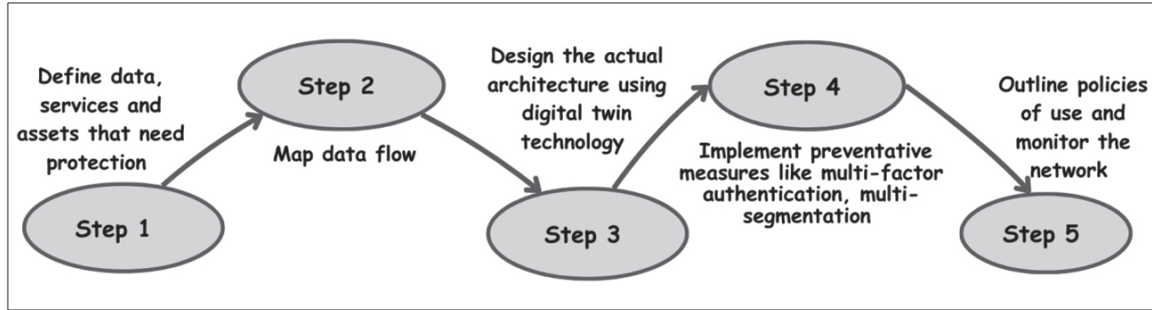 Define data,
services and
assets that need
protection
Step 1
Step 2
Map data flow
Design the actual
architecture using
digital twin
technology
Step 3
Step 4
Implement preventative
measures like multi-factor
authentication, multi-
segmentation
Outline policies
of use and
monitor the
network
Step 5